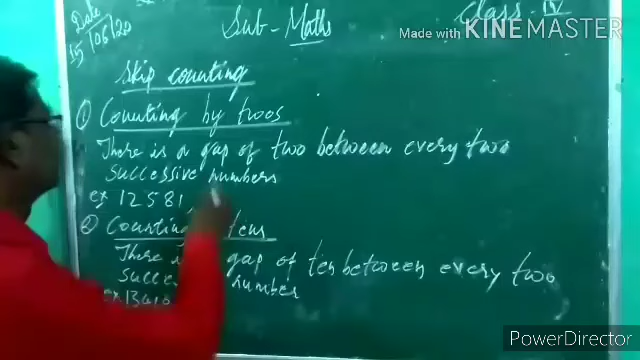 Date
15/06/20
Sub-Maths
Class - IV
Made with KINEMASTER
Skip counting
① Counting by twos
There is a gap of two between every two
successive numbers
ex 12581
② Counting tens
There is gap of ten between every two
number
PowerDirector